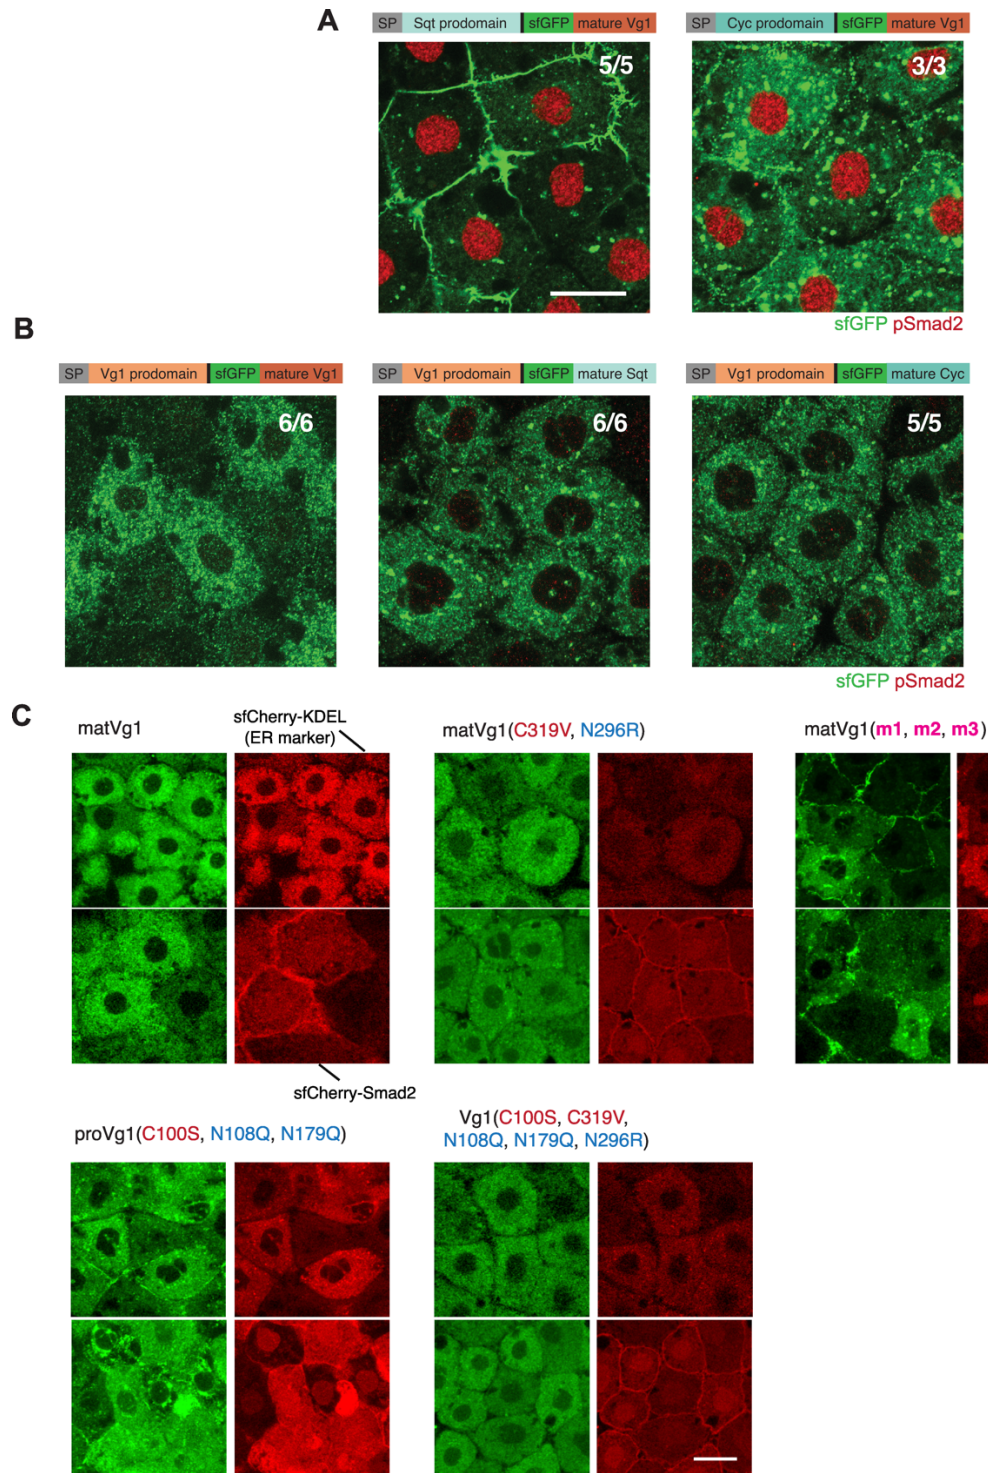 A
SP Sqt prodomain sfGFP mature Vg1
SP Cyc prodomain sfGFP mature Vg1
5/5
3/3
sfGFP pSmad2
B
SP Vg1 prodomain sfGFP mature Vg1
SP Vg1 prodomain sfGFP mature Sqt
SP Vg1 prodomain sfGFP mature Cyc
6/6
6/6
5/5
sfGFP pSmad2
C
matVg1
sfCherry-KDEL
(ER marker)
matVg1(C319V, N296R)
matVg1(m1, m2, m3)
sfCherry-Smad2
proVg1(C100S, N108Q, N179Q)
Vg1(C100S, C319V,
N108Q, N179Q, N296R)